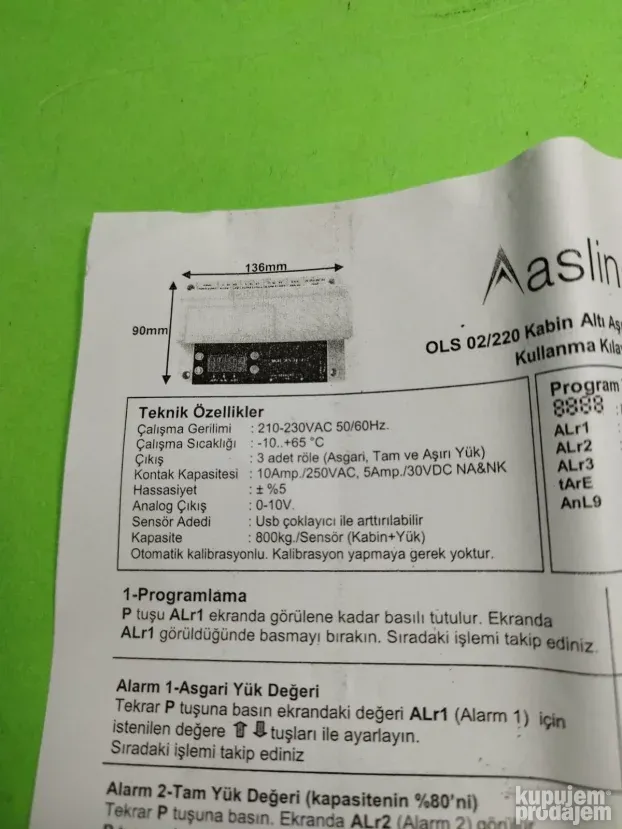 136mm
90mm
aslin
OLS 02/220 Kabin Altı Aş
Kullanma Kıla
Teknik Özellikler
Çalışma Gerilimi : 210-230VAC 50/60Hz.
Çalışma Sıcaklığı : -10..+65 °C
Çıkış : 3 adet röle (Asgari, Tam ve Aşırı Yük)
Kontak Kapasitesi : 10Amp./250VAC, 5Amp./30VDC NA&NK
Hassasiyet : ± %5
Analog Çıkış : 0-10V.
Sensör Adedi : Usb çoklayıcı ile arttırılabilir
Kapasite : 800kg./Sensör (Kabin+Yük)
Otomatik kalibrasyonlu. Kalibrasyon yapmaya gerek yoktur.
Program
8888 :
ALr1 :
ALr2 :
ALr3 :
tArE :
AnL9 :
1-Programlama
P tuşu ALr1 ekranda görülene kadar basılı tutulur. Ekranda
ALr1 görüldüğünde basmayı bırakın. Sıradaki işlemi takip ediniz.
Alarm 1-Asgari Yük Değeri
Tekrar P tuşuna basın ekrandaki değeri ALr1 (Alarm 1) için
istenilen değere ⇧ ⇩ tuşları ile ayarlayın.
Sıradaki işlemi takip ediniz
Alarm 2-Tam Yük Değeri (kapasitenin %80'ni)
Tekrar P tuşuna basın. Ekranda ALr2 (Alarm 2)
kupujem
prodajem